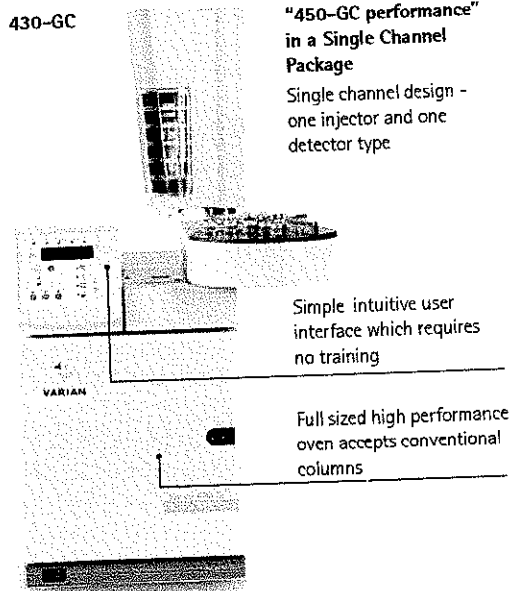 430-GC
"450-GC performance"
in a Single Channel
Package
Single channel design -
one injector and one
detector type
Simple intuitive user
interface which requires
no training
VARIAN
Full sized high performance
oven accepts conventional
columns